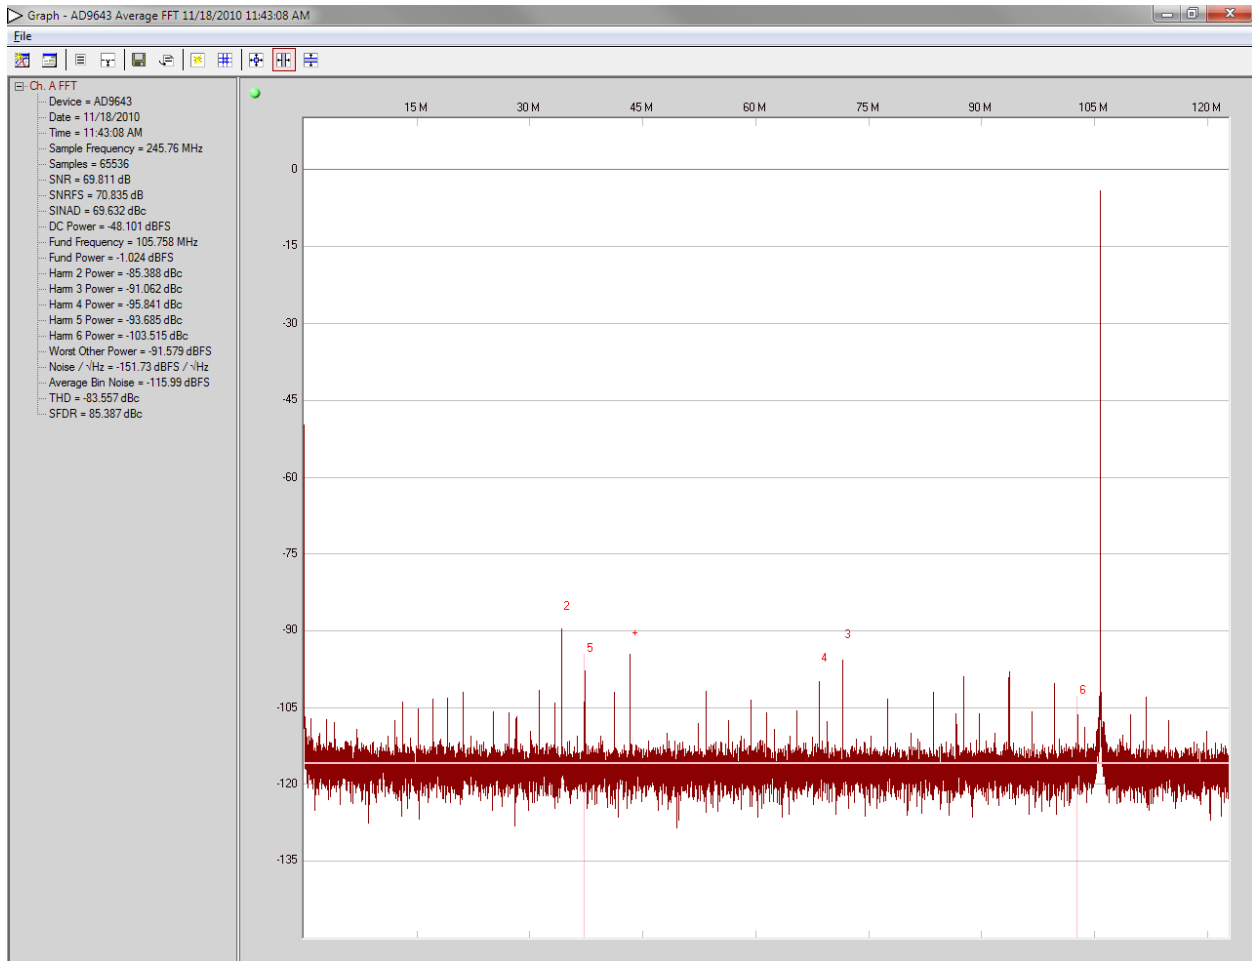 Graph - AD9643 Average FFT 11/18/2010 11:43:08 AM
File
Ch. A FFT
Device = AD9643
Date = 11/18/2010
Time = 11:43:08 AM
Sample Frequency = 245.76 MHz
Samples = 65536
SNR = 69.811 dB
SNRFS = 70.835 dB
SINAD = 69.632 dBc
DC Power = -48.101 dBFS
Fund Frequency = 105.758 MHz
Fund Power = -1.024 dBFS
Harm 2 Power = -85.388 dBc
Harm 3 Power = -91.062 dBc
Harm 4 Power = -95.841 dBc
Harm 5 Power = -93.685 dBc
Harm 6 Power = -103.515 dBc
Worst Other Power = -91.579 dBFS
Noise / √Hz = -151.73 dBFS / √Hz
Average Bin Noise = -115.99 dBFS
THD = -83.557 dBc
SFDR = 85.387 dBc
15 M 30 M 45 M 60 M 75 M 90 M 105 M 120 M
0
-15
-30
-45
-60
-75
-90
-105
-120
-135
2
5
+
4
3
6